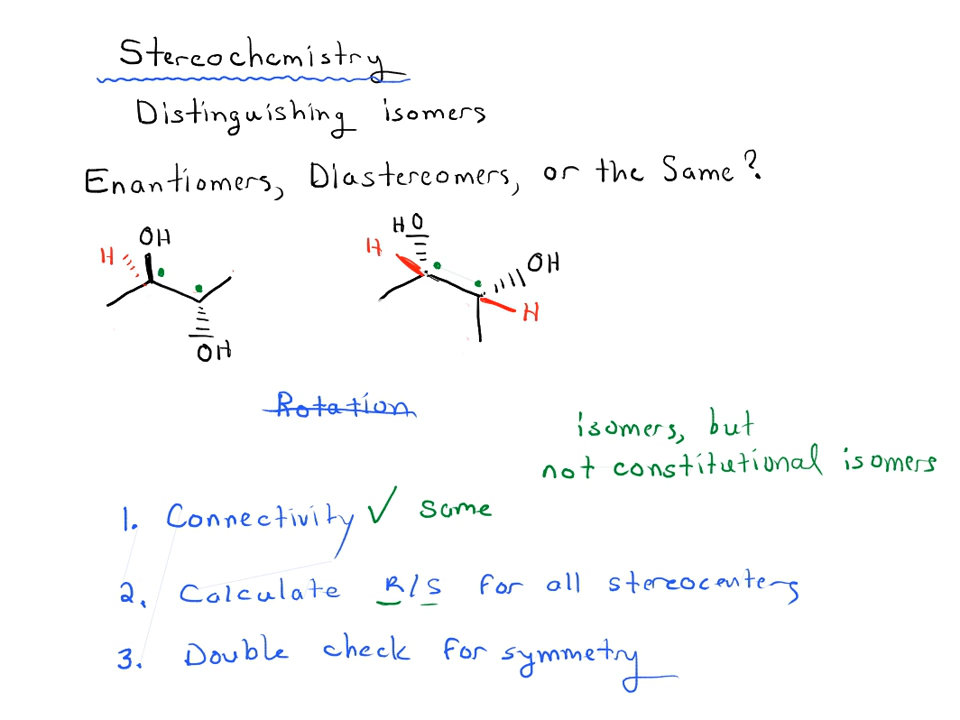 Stereochemistry
Distinguishing isomers
Enantiomers, Diastereomers, or the Same?
H OH
OH
HO
H
OH
H
Rotation
isomers, but
not constitutional isomers
1. Connectivity ✓ same
2. Calculate R/S for all stereocenters
3. Double check for symmetry